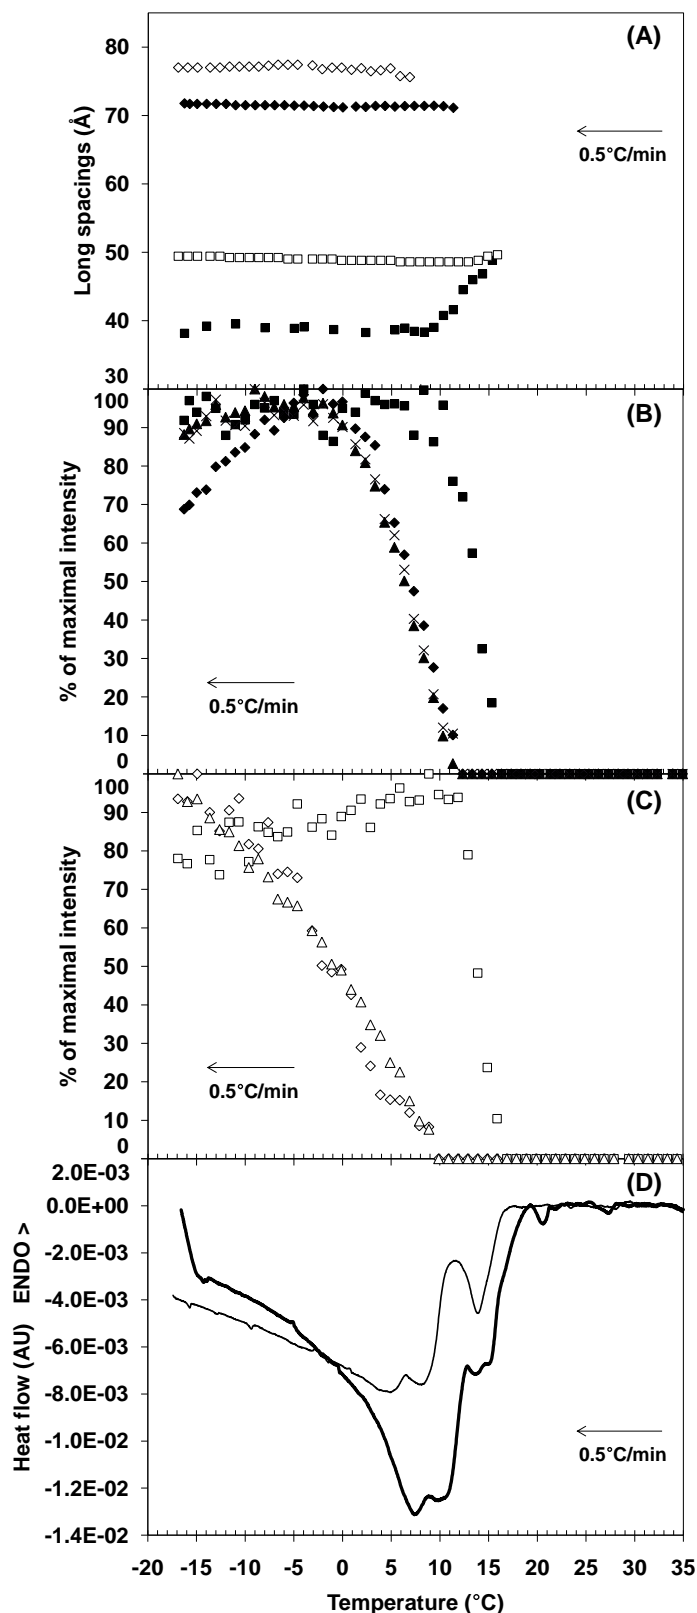 (A)
80
70
60
50
40
30
Long spacings (Å)
0.5°C/min
(B)
100
90
80
70
60
50
40
30
20
10
0
% of maximal intensity
0.5°C/min
(C)
100
90
80
70
60
50
40
30
20
10
0
% of maximal intensity
0.5°C/min
(D)
2.0E-03
0.0E+00
-2.0E-03
-4.0E-03
-6.0E-03
-8.0E-03
-1.0E-02
-1.2E-02
-1.4E-02
Heat flow (AU) ENDO >
0.5°C/min
-20 -15 -10 -5 0 5 10 15 20 25 30 35
Temperature (°C)